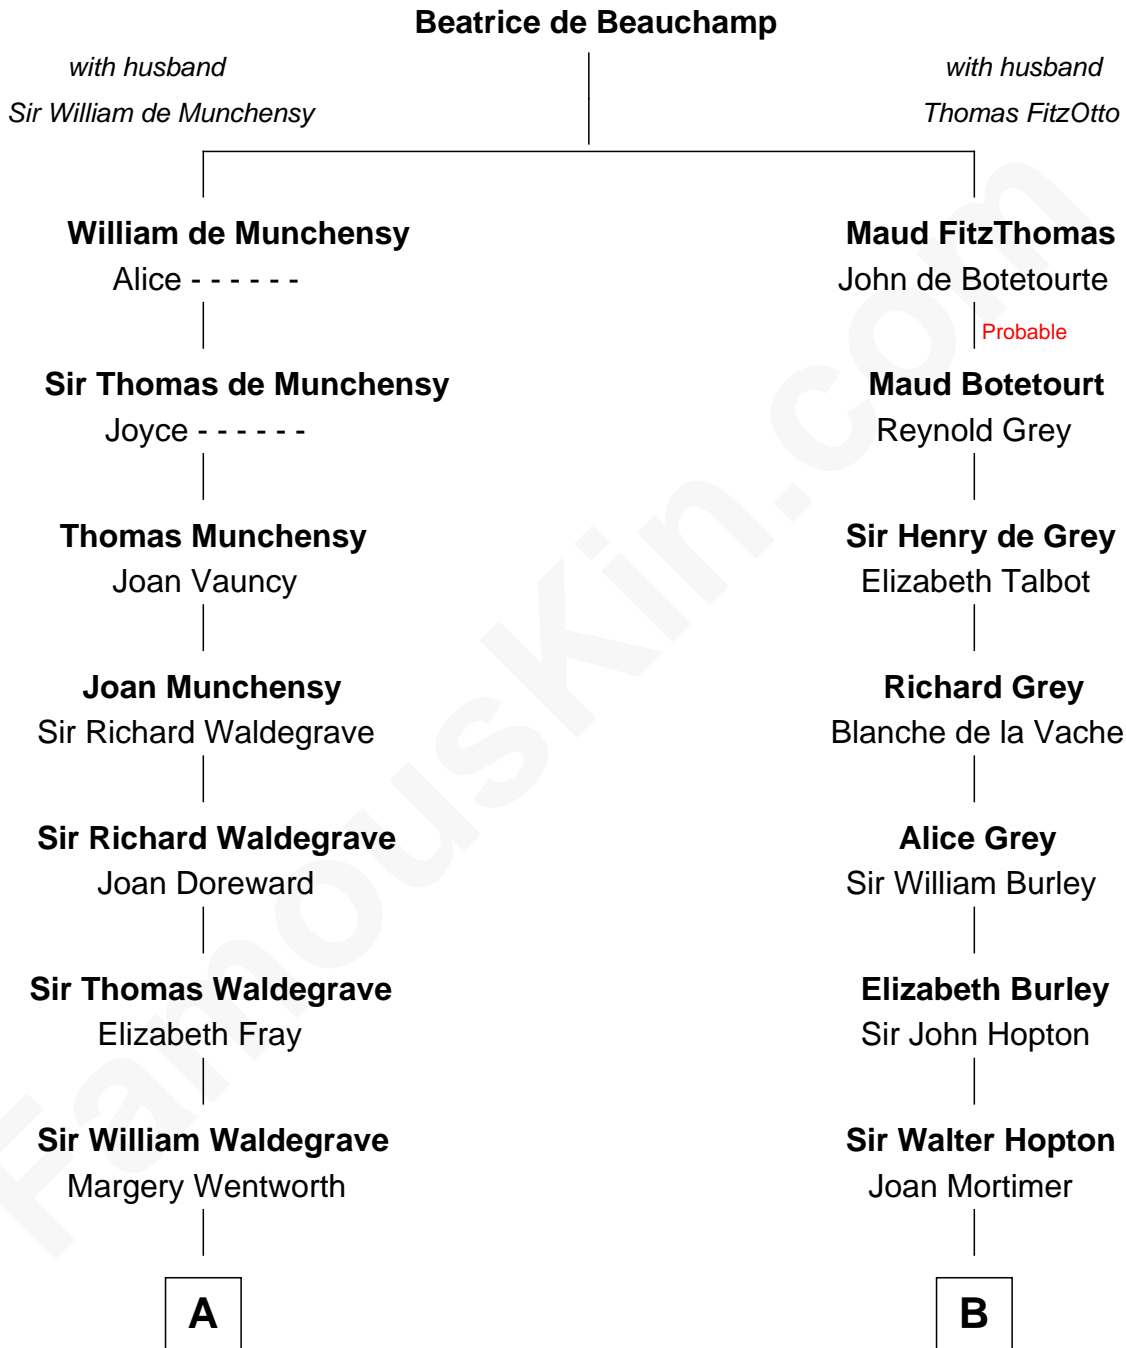 Beatrice de Beauchamp
with husband
Sir William de Munchensy
with husband
Thomas FitzOtto
William de Munchensy
Alice - - - - - -
Maud FitzThomas
John de Botetourte
Probable
Sir Thomas de Munchensy
Joyce - - - - - -
Maud Botetourt
Reynold Grey
Thomas Munchensy
Joan Vauncy
Sir Henry de Grey
Elizabeth Talbot
Joan Munchensy
Sir Richard Waldegrave
Richard Grey
Blanche de la Vache
Sir Richard Waldegrave
Joan Doreward
Alice Grey
Sir William Burley
Sir Thomas Waldegrave
Elizabeth Fray
Elizabeth Burley
Sir John Hopton
Sir William Waldegrave
Margery Wentworth
Sir Walter Hopton
Joan Mortimer
A
B
FamousKin.com